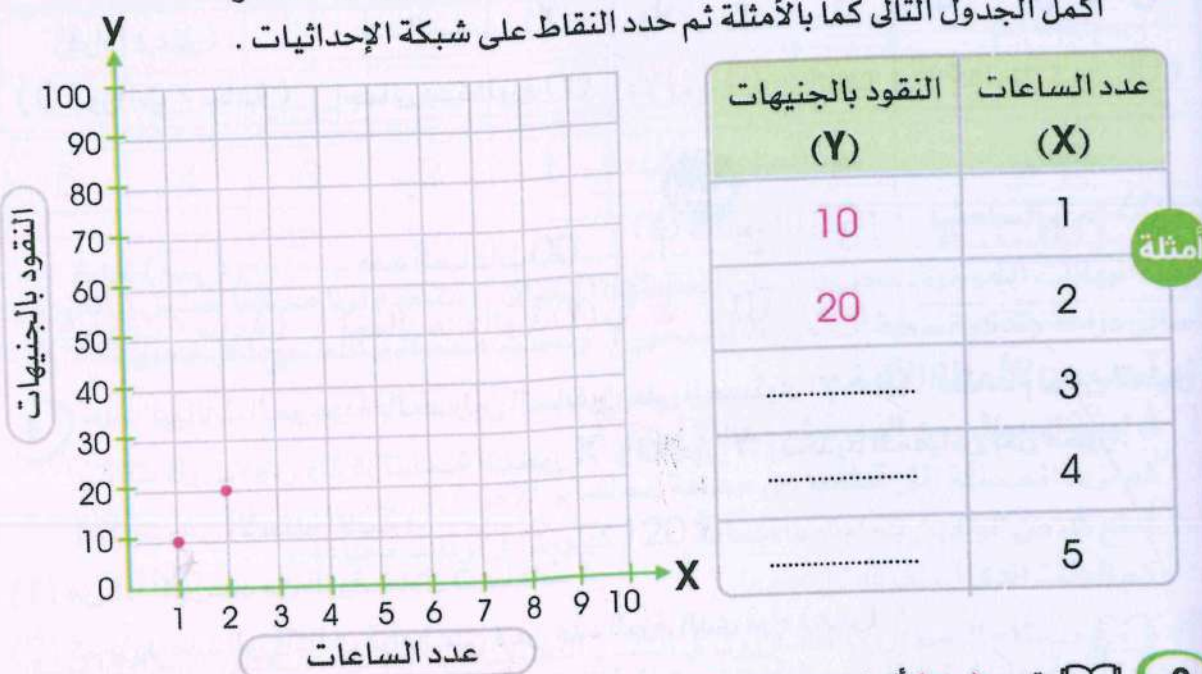 أكمل الجدول التالى كما بالأمثلة ثم حدد النقاط على شبكة الإحداثيات .
عدد الساعات (X) النقود بالجنيهات (Y)
أمثلة
1 10
2 20
3 ..................
4 ..................
5 ..................
y
النقود بالجنيهات
100
90
80
70
60
50
40
30
20
10
0
1 2 3 4 5 6 7 8 9 10 X
عدد الساعات